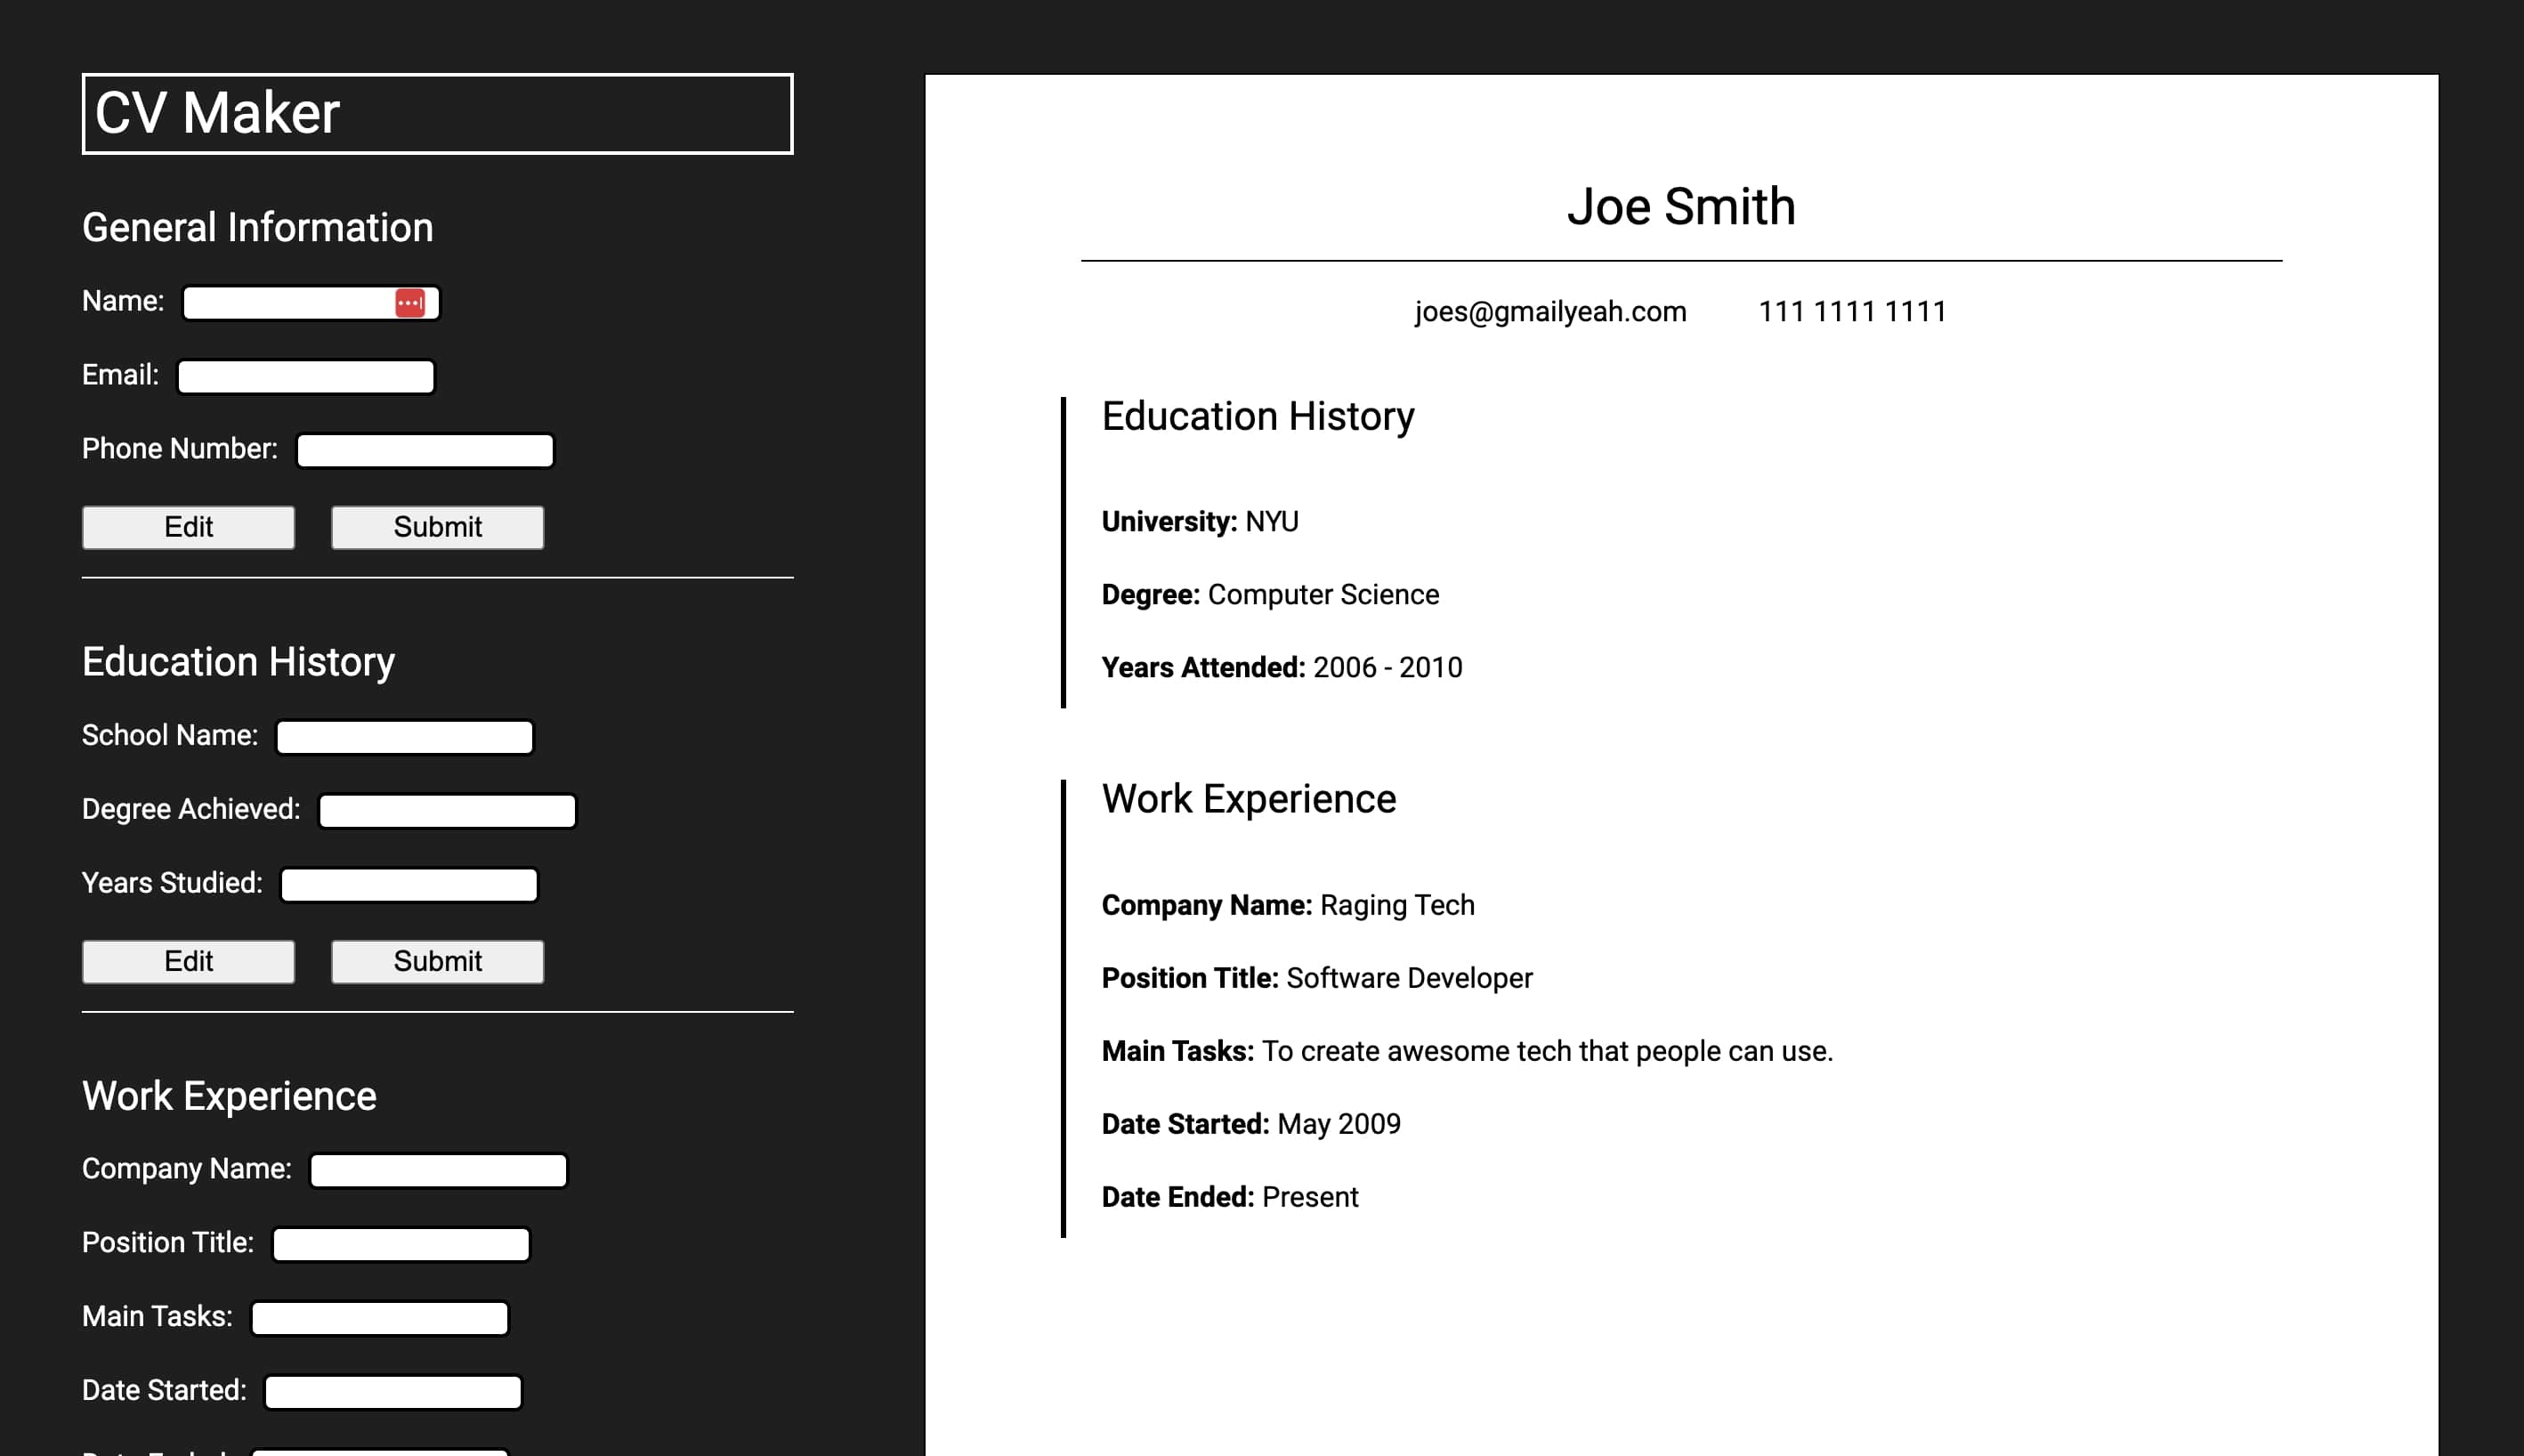 CV Maker
General Information
Name:
Email:
Phone Number:
Edit Submit
Education History
School Name:
Degree Achieved:
Years Studied:
Edit Submit
Work Experience
Company Name:
Position Title:
Main Tasks:
Date Started:
Joe Smith
joes@gmailyeah.com 111 1111 1111
Education History
University: NYU
Degree: Computer Science
Years Attended: 2006 - 2010
Work Experience
Company Name: Raging Tech
Position Title: Software Developer
Main Tasks: To create awesome tech that people can use.
Date Started: May 2009
Date Ended: Present